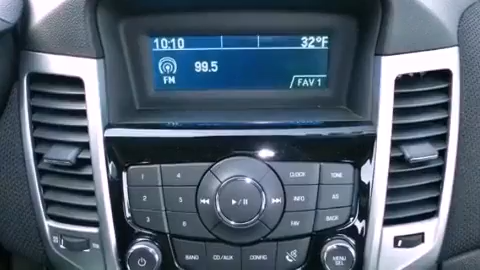 10:10 32°F
99.5
FM FAV 1
1 4 CLOCK TONE
2 5 INFO AS
3 6 BACK
BAND CD/AUX CONFIG MENU
SEL